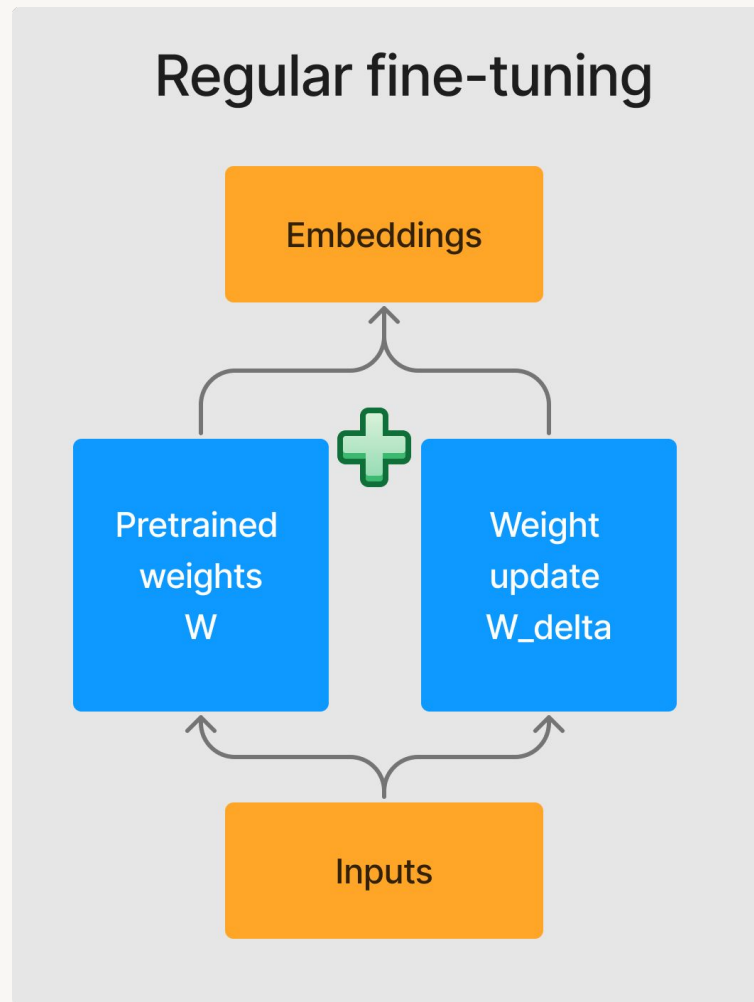 Regular fine-tuning
Embeddings
Pretrained
weights
W
Weight
update
W_delta
Inputs